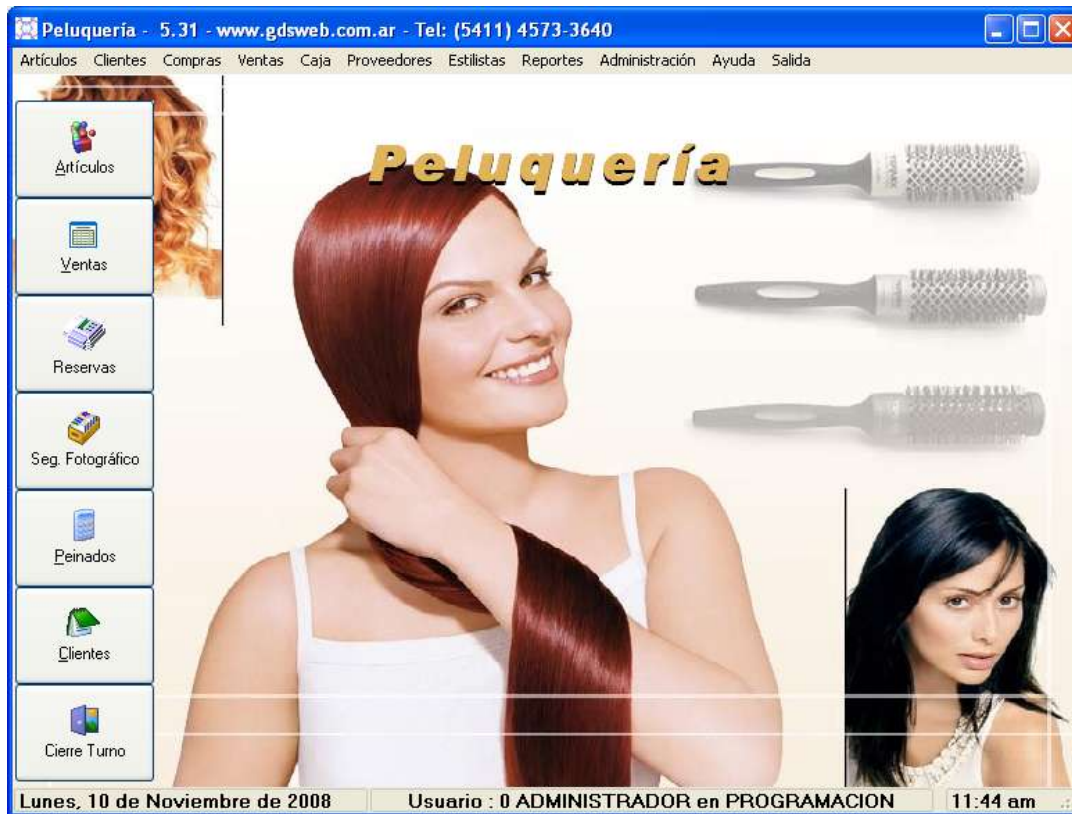 Peluquería - 5.31 - www.gdsweb.com.ar - Tel: (5411) 4573-3640
Artículos Clientes Compras Ventas Caja Proveedores Estilistas Reportes Administración Ayuda Salida
Peluquería
Artículos
Ventas
Reservas
Seg. Fotográfico
Peinados
Clientes
Cierre Turno
Lunes, 10 de Noviembre de 2008 Usuario : 0 ADMINISTRADOR en PROGRAMACION 11:44 am